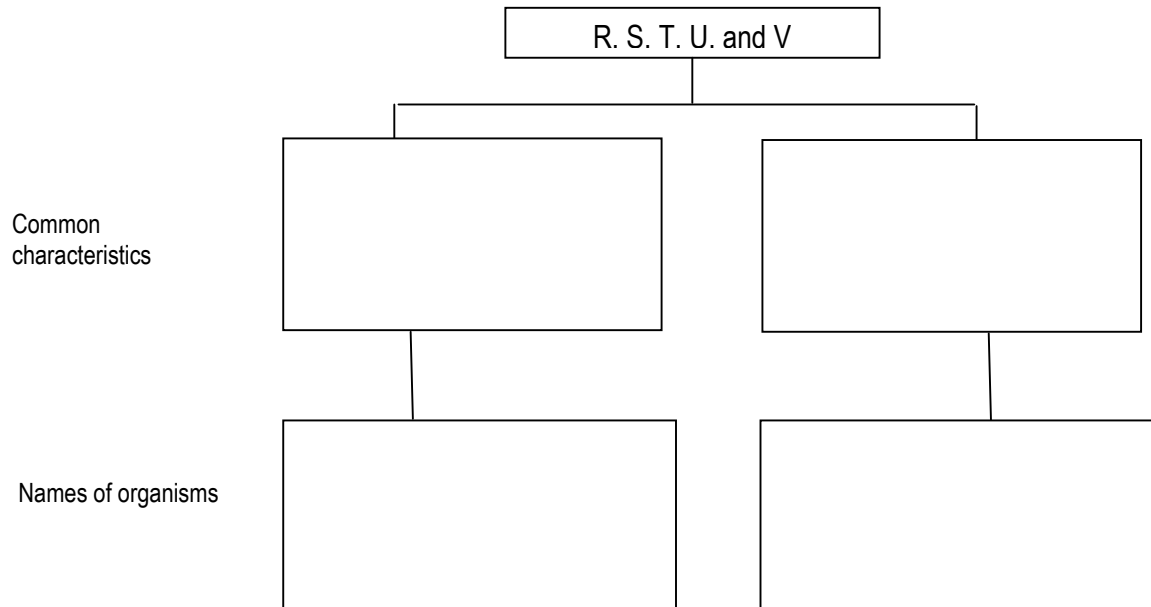 R. S. T. U. and V
Common
characteristics
Names of organisms